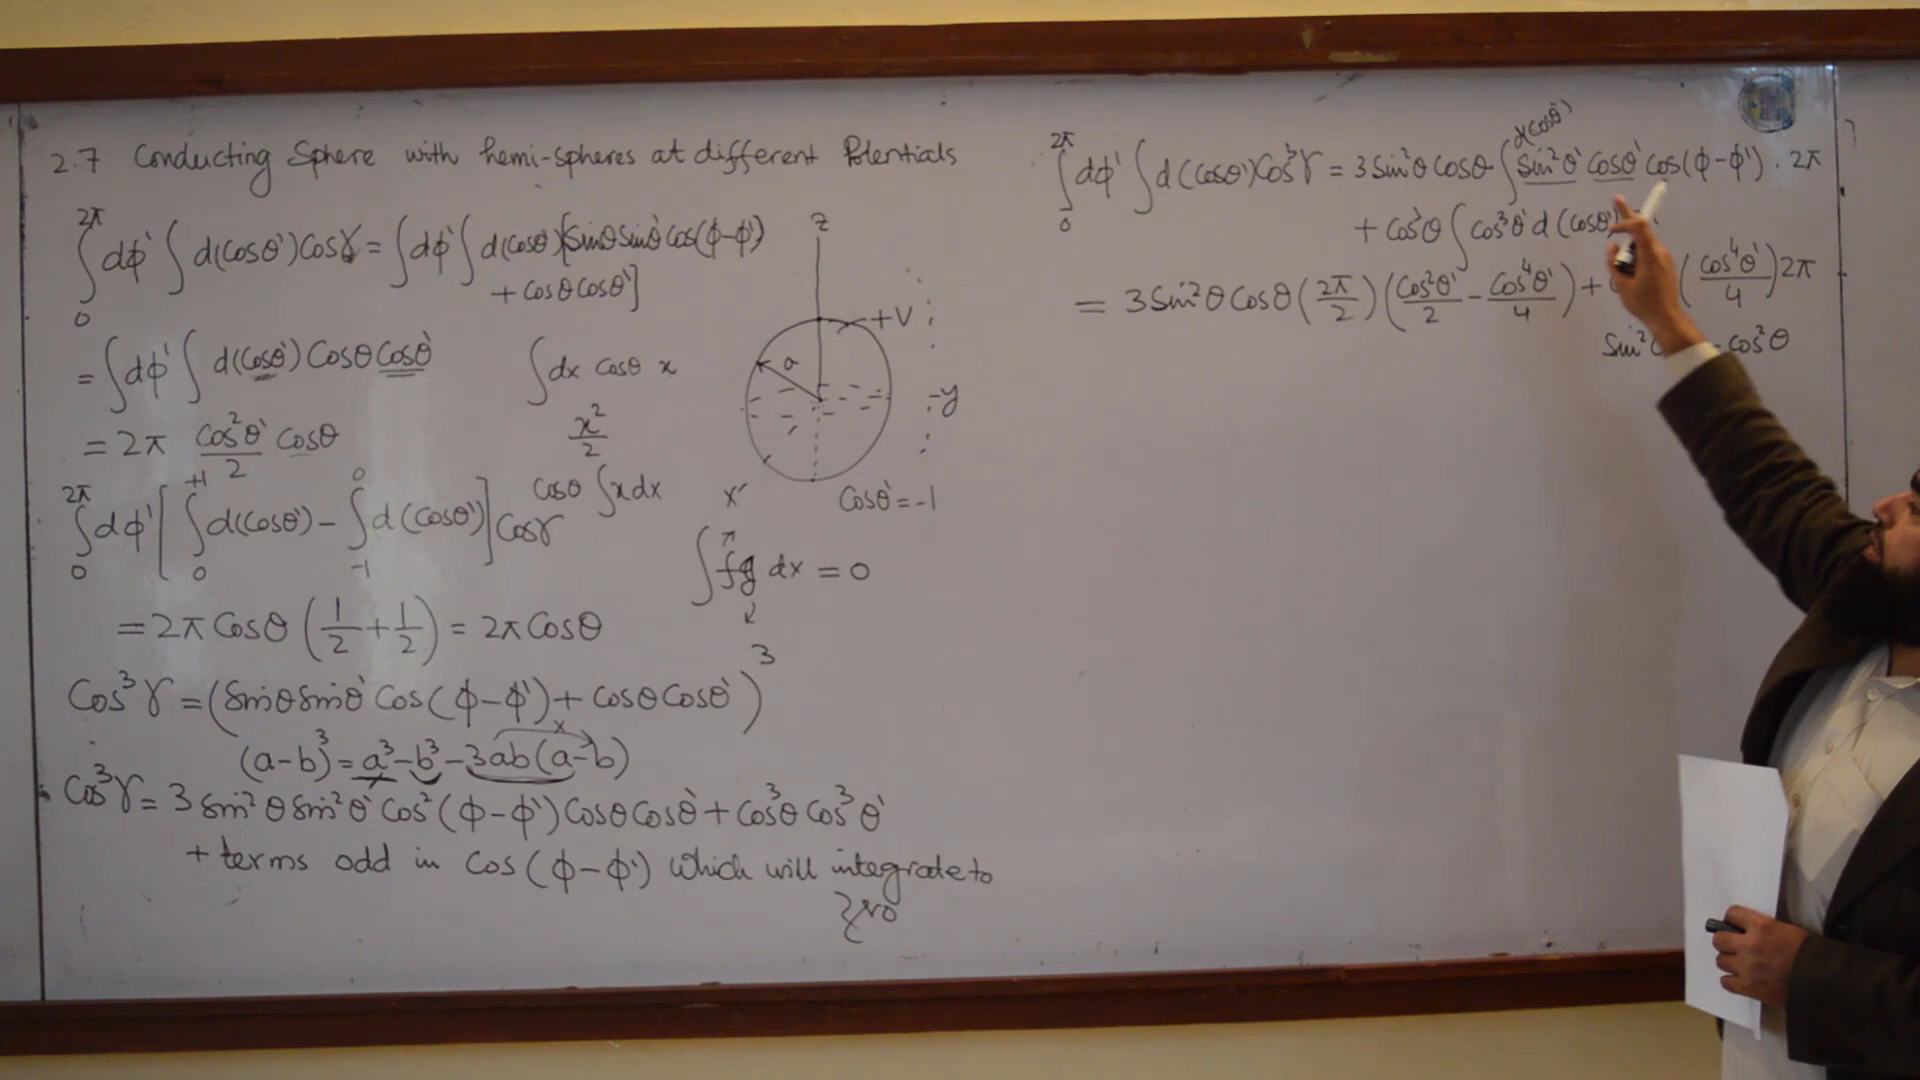 2.7 Conducting Sphere with hemi-spheres at different Potentials
∫₀^{2π} dφ' ∫ d(cosθ') Cosγ = ∫dφ' ∫ d(cosθ')[sinθ sinθ' cos(φ-φ')
+ cosθ cosθ']
= ∫dφ' ∫ d(cosθ') Cosθ cosθ'
= 2π cos²θ'/2 cosθ
∫₀^{2π} dφ' [∫₀^{+1} d(cosθ') - ∫₋₁^0 d(cosθ')] Cosγ
= 2π Cosθ (1/2 + 1/2) = 2π Cosθ
Cos³γ = (Sinθ sinθ' Cos(φ-φ') + cosθ Cosθ')³
(a-b)³ = a³ - b³ - 3ab(a-b)
x
Cos³γ = 3 sin²θ sin²θ' Cos²(φ-φ') Cosθ Cosθ' + Cos³θ Cos³θ'
+ terms odd in Cos(φ-φ') which will integrate to
zero
∫dx cosθ x
x²/2
cosθ ∫x dx
z
+V
a
y
x
Cosθ' = -1
∫^π fg dx = 0
∫₀^{2π} dφ' ∫ d(cosθ') Cos³γ = 3 Sin²θ cosθ ∫ Sin²θ' cosθ' cos(φ-φ') · 2π
d(cosθ')
+ cos³θ ∫ cos³θ' d(cosθ')
= 3 Sin²θ Cosθ (2π/2) (Cos²θ'/2 - Cos⁴θ'/4) + (cos⁴θ'/4) 2π
Sin² - cos²θ